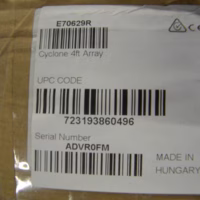 E70629R
Cyclone 4ft Array
UPC CODE
723193860496
Serial Number
ADVR0FM
MADE IN
HUNGARY